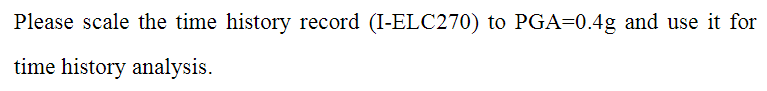 Please scale the time history record (I-ELC270) to PGA=0.4g and use it for
time history analysis.